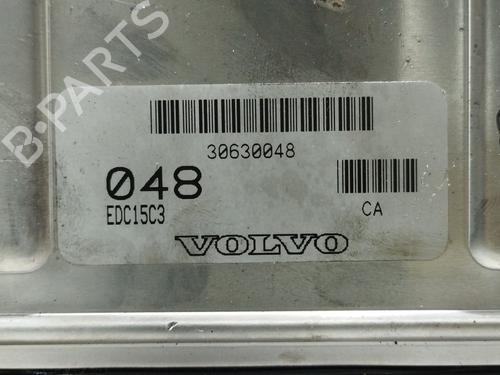 B-PARTS
30630048
048
EDC15C3
CA
VOLVO